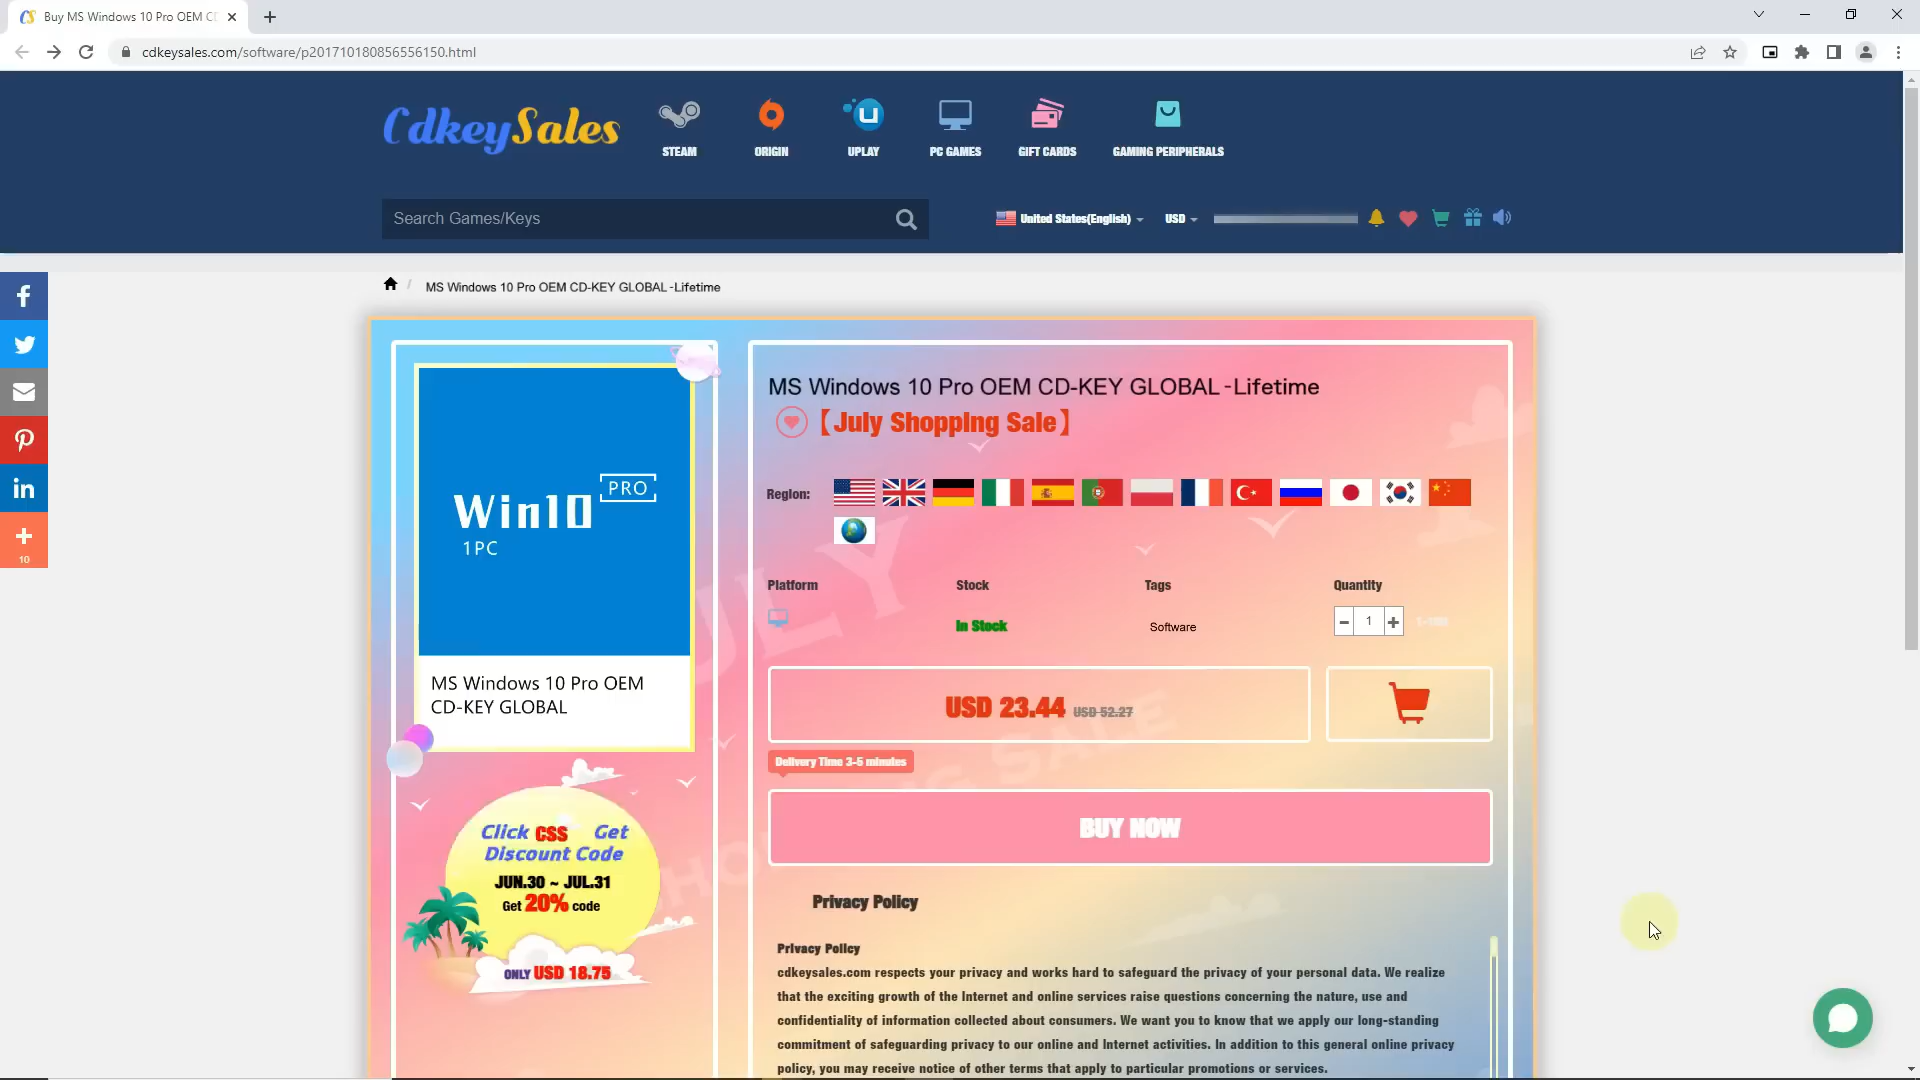 Buy MS Windows 10 Pro OEM CD
cdkeysales.com/software/p201710180856556150.html
CdkeySales
STEAM
ORIGIN
UPLAY
PC GAMES
GIFT CARDS
GAMING PERIPHERALS
Search Games/Keys
United States(English)
USD
/
MS Windows 10 Pro OEM CD-KEY GLOBAL -Lifetime
10
Win10
PRO
1PC
MS Windows 10 Pro OEM
CD-KEY GLOBAL
MS Windows 10 Pro OEM CD-KEY GLOBAL -Lifetime
【July Shopping Sale】
Region:
Platform
Stock
Tags
Quantity
In Stock
Software
1
USD 23.44 USD 52.27
Delivery Time 3-5 minutes
BUY NOW
Click CSS Get
Discount Code
JUN.30 ~ JUL.31
Get 20% code
ONLY USD 18.75
Privacy Policy
Privacy Policy
cdkeysales.com respects your privacy and works hard to safeguard the privacy of your personal data. We realize
that the exciting growth of the Internet and online services raise questions concerning the nature, use and
confidentiality of information collected about consumers. We want you to know that we apply our long-standing
commitment of safeguarding privacy to our online and Internet activities. In addition to this general online privacy
policy, you may receive notice of other terms that apply to particular promotions or services.